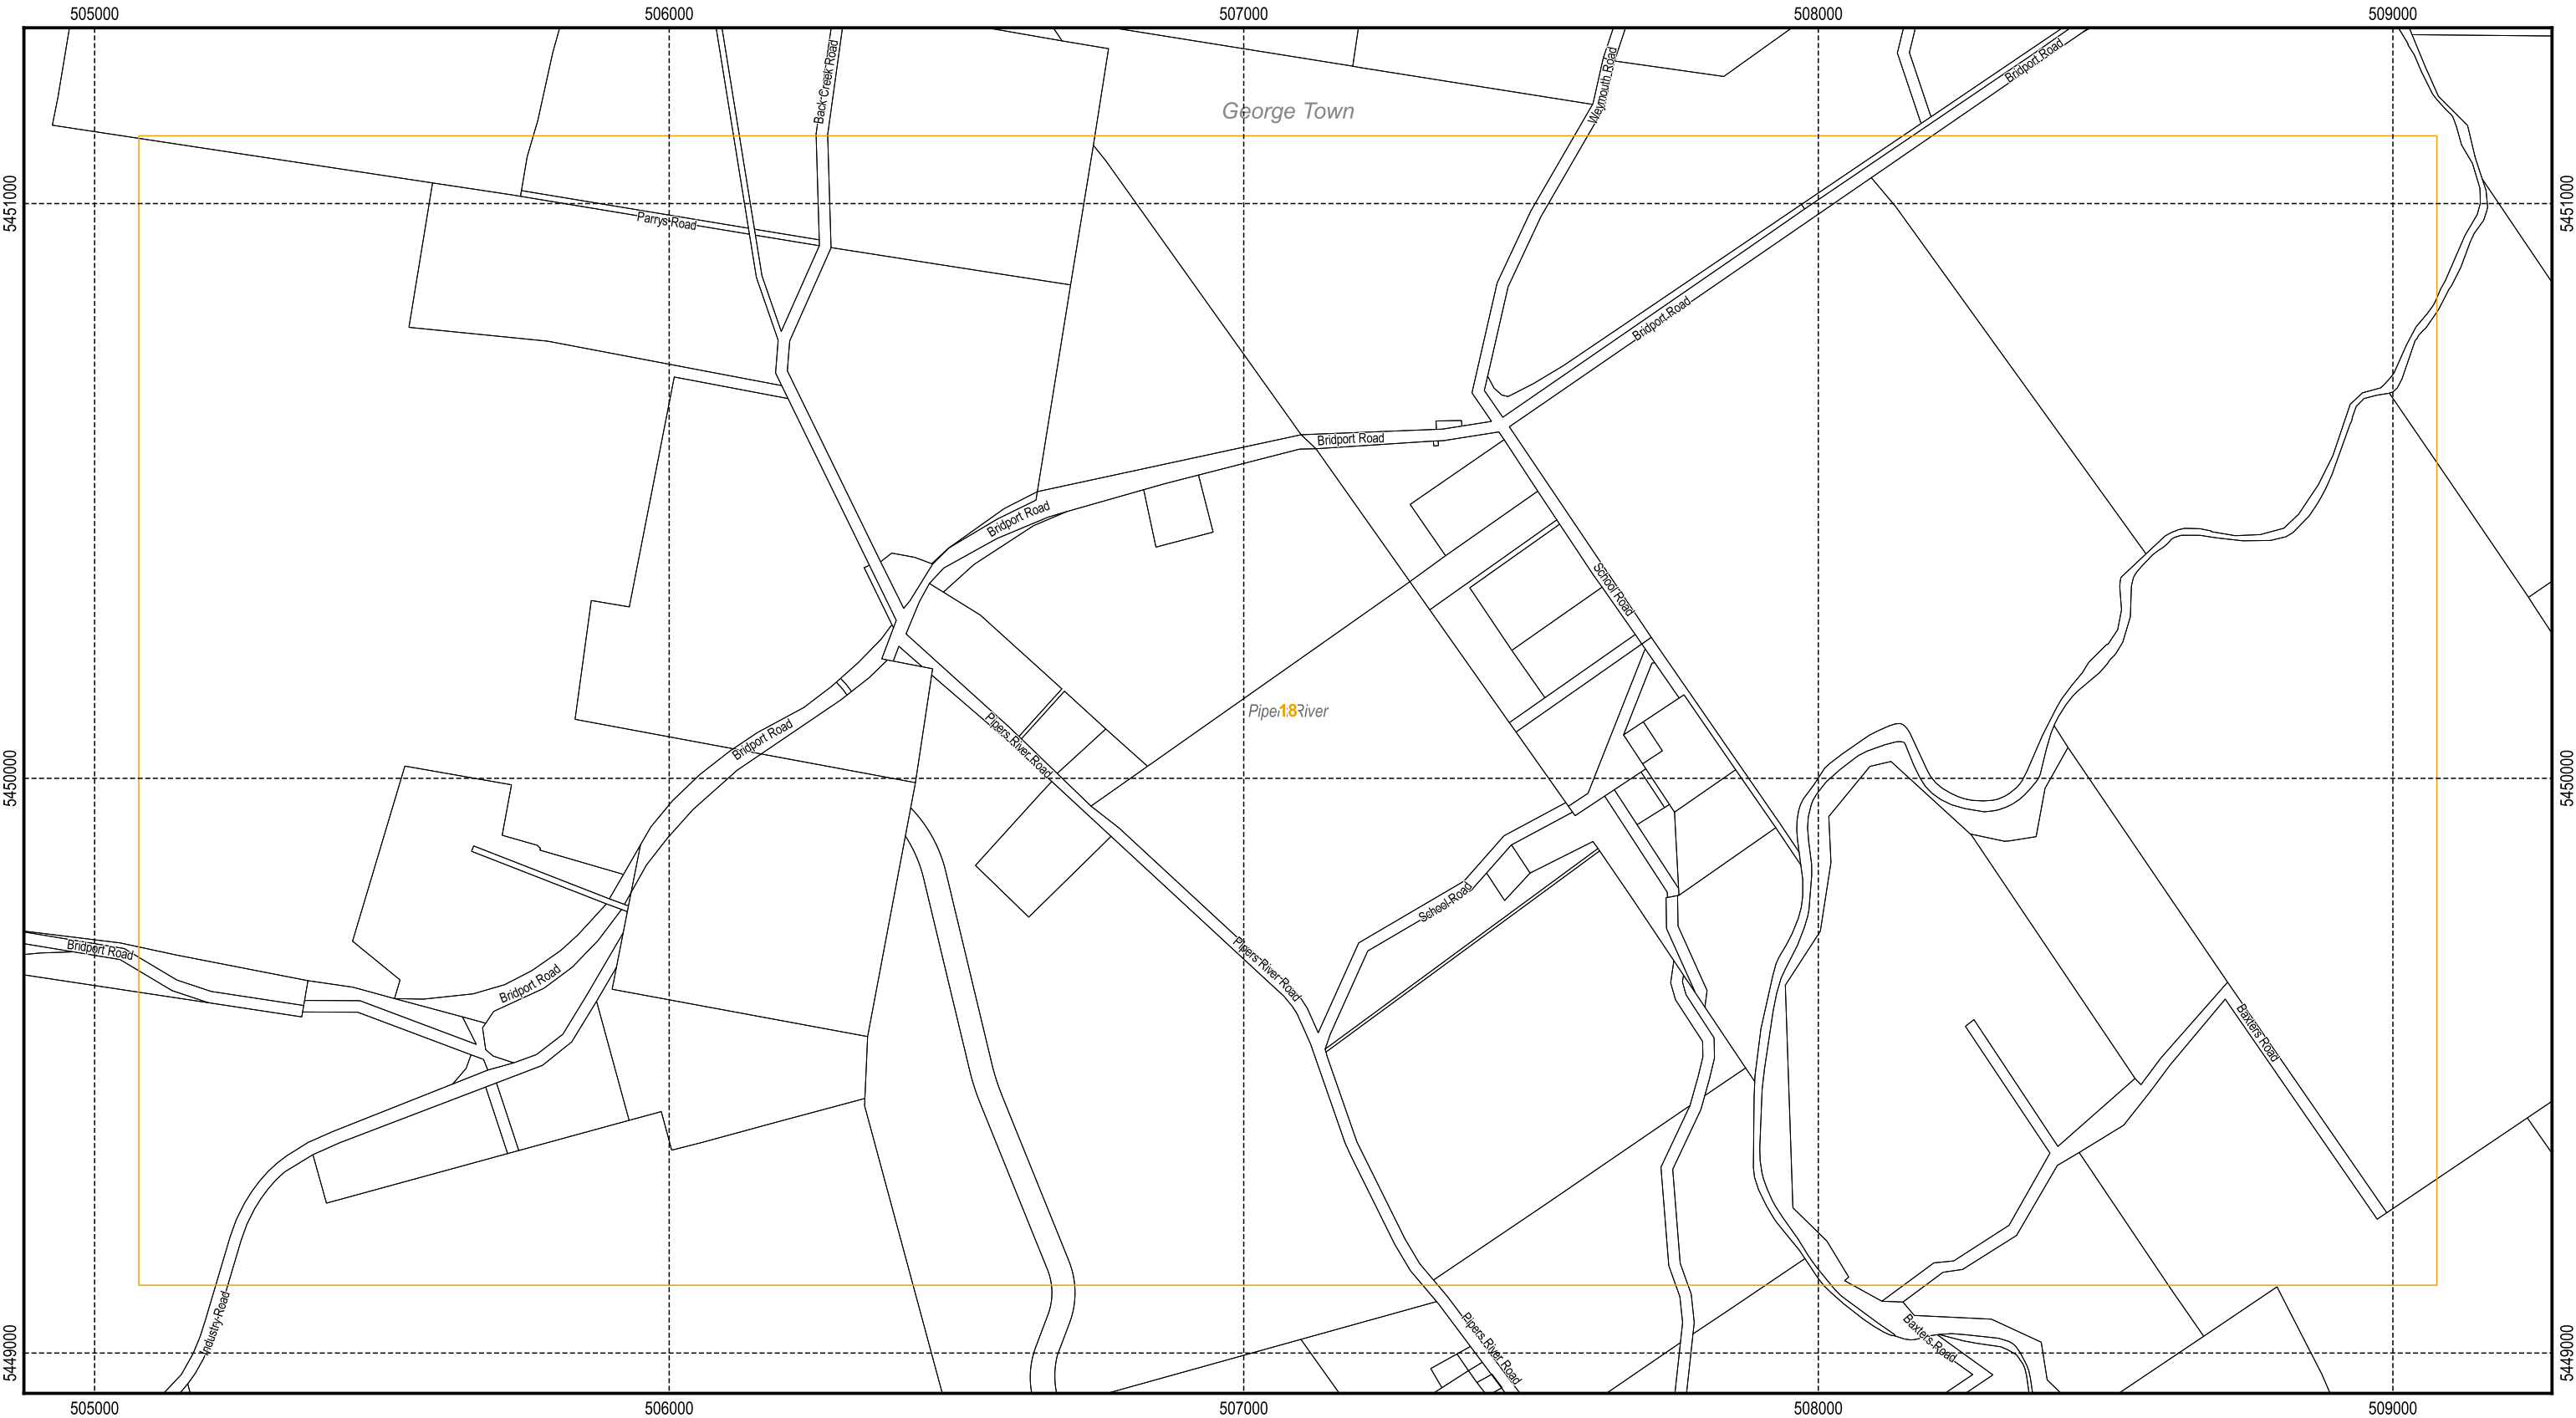 505000
506000
507000
508000
509000
Back Creek Road
Weymouth Road
Bridport Road
George Town
5451000
5451000
Parrys Road
Bridport Road
Bridport Road
Bridport Road
School Road
18
River
Bridport Road
Pipers River Road
5450000
5450000
School Road
Bridport Road
Pipers River Road
Bridport Road
Baxters Road
Industry Road
Pipers River Road
Baxters Road
5449000
5449000
505000
506000
507000
508000
509000